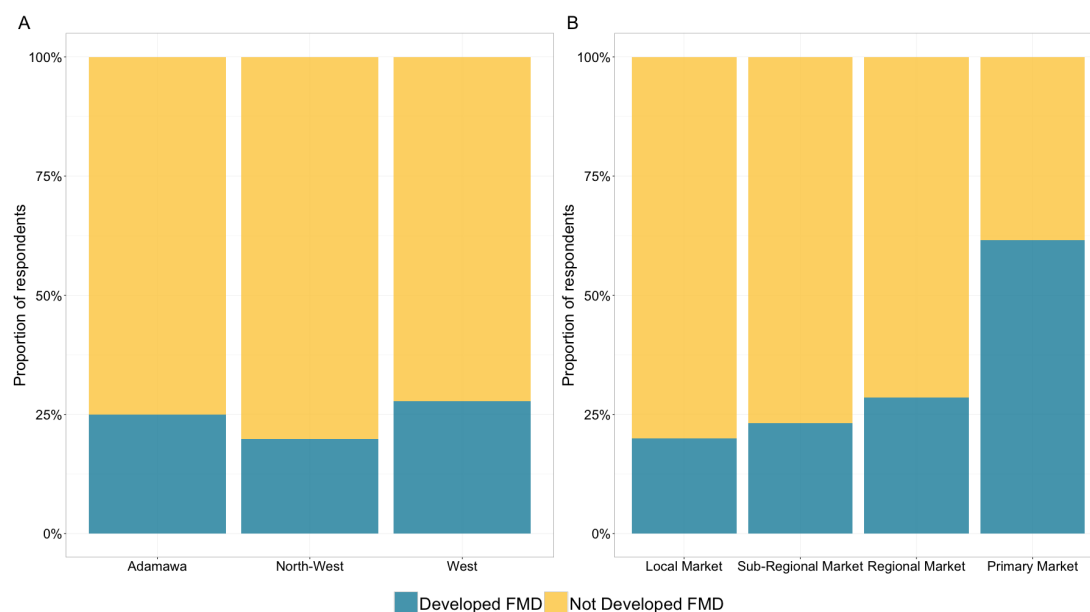 A
Proportion of respondents
100%
75%
50%
25%
0%
Adamawa North-West West
B
Proportion of respondents
100%
75%
50%
25%
0%
Local Market Sub-Regional Market Regional Market Primary Market
Developed FMD Not Developed FMD